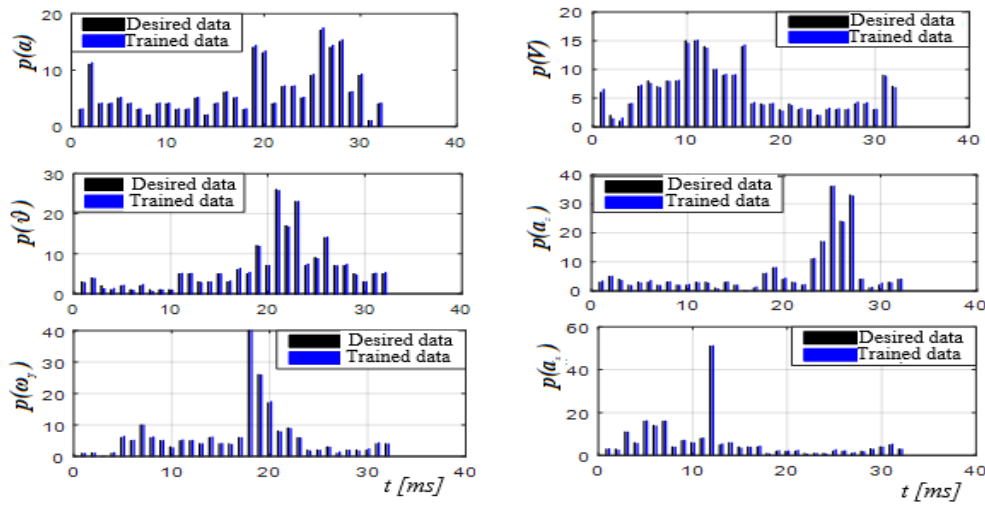 20
Desired data
Trained data
p(a)
10
0
0 10 20 30 40
20
Desired data
Trained data
p(V)
15
10
5
0
0 10 20 30 40
30
Desired data
Trained data
p(ϑ)
20
10
0
0 10 20 30 40
40
Desired data
Trained data
p(a_z)
30
20
10
0
0 10 20 30 40
40
Desired data
Trained data
p(ω_y)
30
20
10
0
0 10 20 30 40
t [ms]
60
Desired data
Trained data
40
20
0
0 10 20 30 40
t [ms]